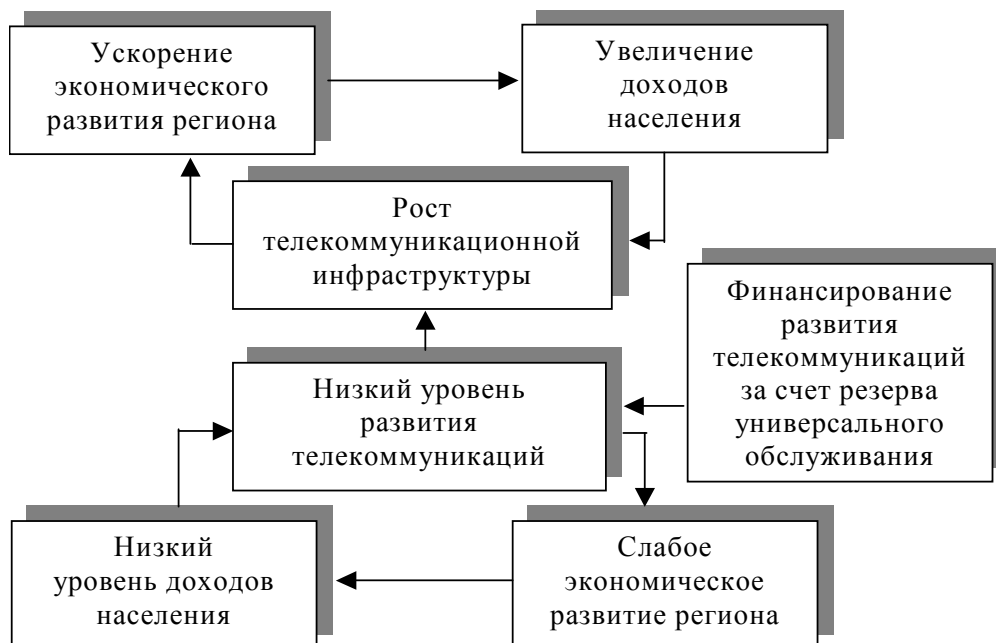 Ускорение
экономического
развития региона
Увеличение
доходов
населения
Рост
телекоммуникационной
инфраструктуры
Финансирование
развития
телекоммуникаций
за счет резерва
универсального
обслуживания
Низкий уровень
развития
телекоммуникаций
Низкий
уровень доходов
населения
Слабое
экономическое
развитие региона